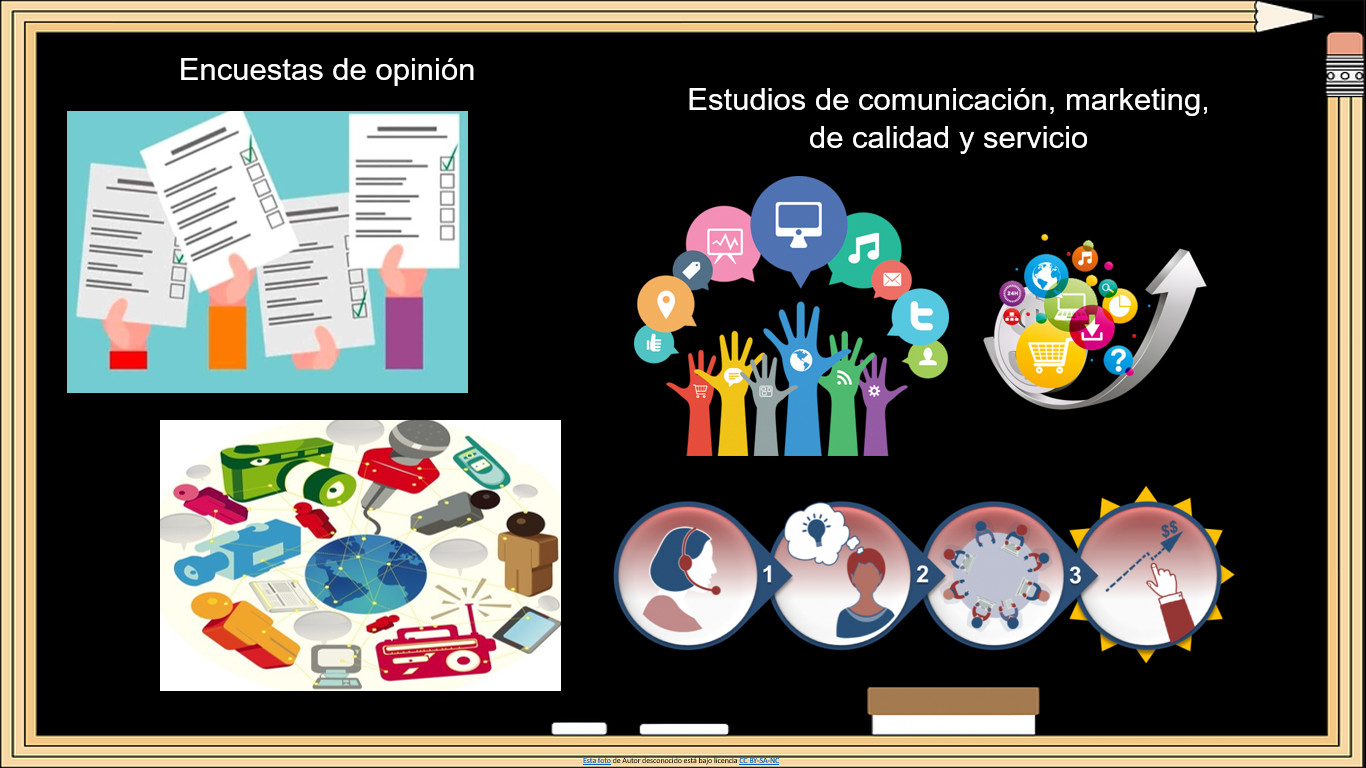 Encuestas de opinión
Estudios de comunicación, marketing,
de calidad y servicio
24H
1
2
3
$$
Esta foto de Autor desconocido está bajo licencia CC BY-SA-NC